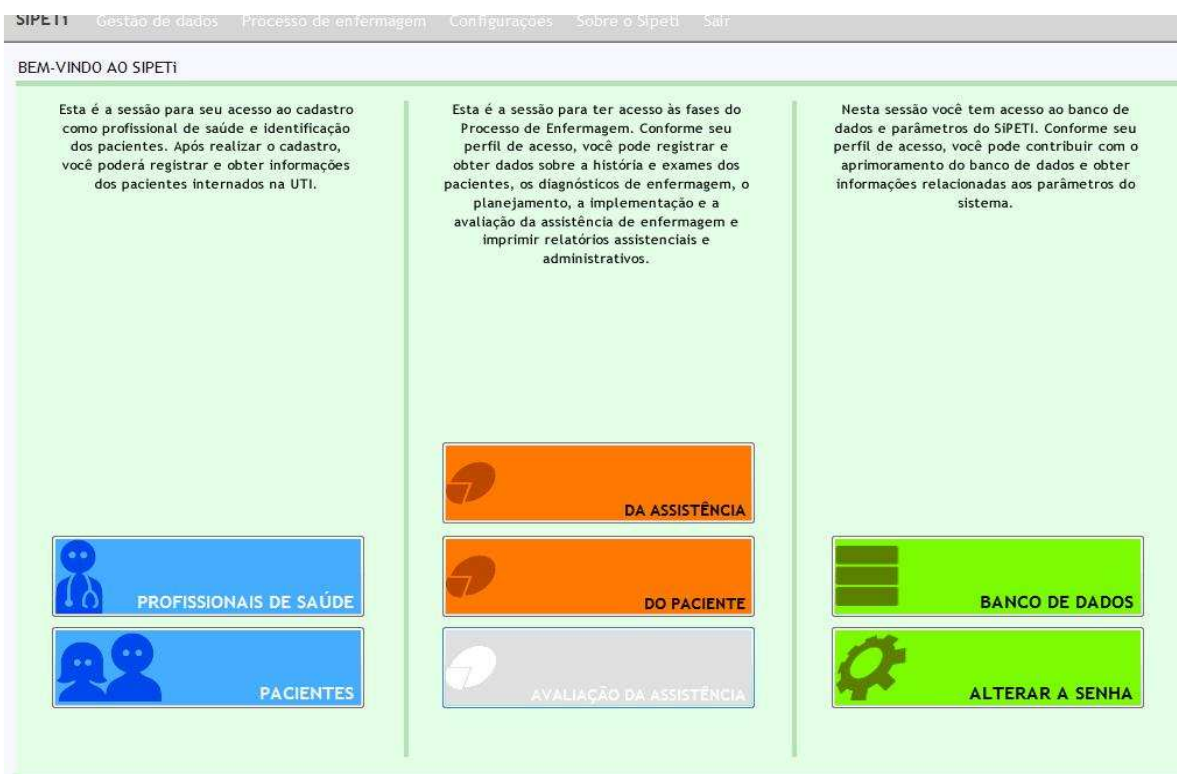 SIPETi Gestão de dados Processo de enfermagem Configurações Sobre o Sipeti Sair
BEM-VINDO AO SIPETi
Esta é a sessão para seu acesso ao cadastro
como profissional de saúde e identificação
dos pacientes. Após realizar o cadastro,
você poderá registrar e obter informações
dos pacientes internados na UTI.
PROFISSIONAIS DE SAÚDE
PACIENTES
Esta é a sessão para ter acesso às fases do
Processo de Enfermagem. Conforme seu
perfil de acesso, você pode registrar e
obter dados sobre a história e exames dos
pacientes, os diagnósticos de enfermagem, o
planejamento, a implementação e a
avaliação da assistência de enfermagem e
imprimir relatórios assistenciais e
administrativos.
DA ASSISTÊNCIA
DO PACIENTE
AVALIAÇÃO DA ASSISTÊNCIA
Nesta sessão você tem acesso ao banco de
dados e parâmetros do SiPETI. Conforme seu
perfil de acesso, você pode contribuir com o
aprimoramento do banco de dados e obter
informações relacionadas aos parâmetros do
sistema.
BANCO DE DADOS
ALTERAR A SENHA